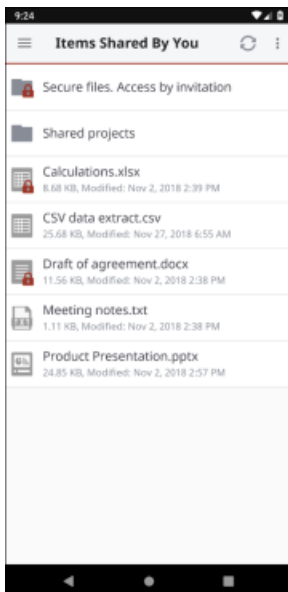 9:24
Items Shared By You
Secure files. Access by invitation
Shared projects
Calculations.xlsx
8.68 KB, Modified: Nov 2, 2018 2:39 PM
CSV data extract.csv
25.68 KB, Modified: Nov 27, 2018 6:55 AM
Draft of agreement.docx
11.56 KB, Modified: Nov 2, 2018 2:38 PM
Meeting notes.txt
1.11 KB, Modified: Nov 2, 2018 2:38 PM
Product Presentation.pptx
24.85 KB, Modified: Nov 2, 2018 2:57 PM